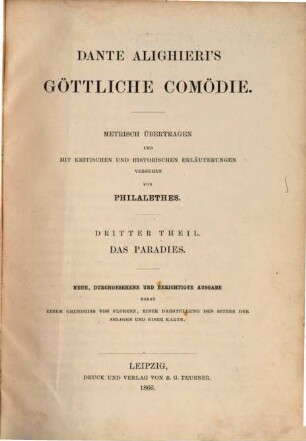 DANTE ALIGHIERI'S
GÖTTLICHE COMÖDIE.
METRISCH ÜBERTRAGEN
UND
MIT KRITISCHEN UND HISTORISCHEN ERLÄUTERUNGEN
VERSEHEN
VON
PHILALETHES.
DRITTER THEIL.
DAS PARADIES.
NEUE, DURCHGESEHENE UND BERICHTIGTE AUSGABE
NEBST
EINEM GRUNDRISS VON FLORENZ, EINER DARSTELLUNG DES SITZES DER
SELIGEN UND EINER KARTE.
LEIPZIG,
DRUCK UND VERLAG VON B. G. TEUBNER.
1866.